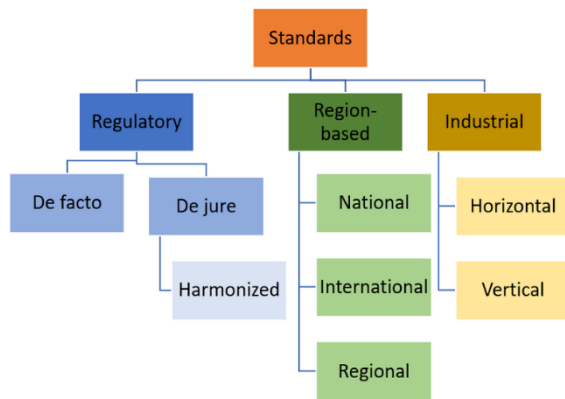 Standards
Regulatory
Region-
based
Industrial
De facto
De jure
National
Horizontal
Harmonized
International
Vertical
Regional